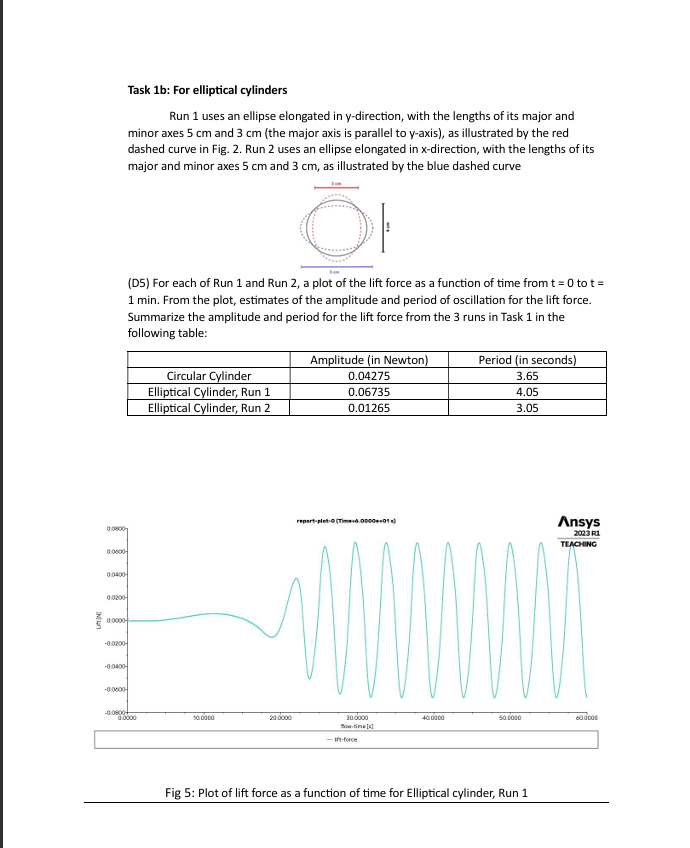 Task 1b: For elliptical cylinders
Run 1 uses an ellipse elongated in y-direction, with the lengths of its major and
minor axes 5 cm and 3 cm (the major axis is parallel to y-axis), as illustrated by the red
dashed curve in Fig. 2. Run 2 uses an ellipse elongated in x-direction, with the lengths of its
major and minor axes 5 cm and 3 cm, as illustrated by the blue dashed curve
3 cm
4 cm
5 cm
(D5) For each of Run 1 and Run 2, a plot of the lift force as a function of time from t = 0 to t =
1 min. From the plot, estimates of the amplitude and period of oscillation for the lift force.
Summarize the amplitude and period for the lift force from the 3 runs in Task 1 in the
following table:
Amplitude (in Newton) Period (in seconds)
Circular Cylinder 0.04275 3.65
Elliptical Cylinder, Run 1 0.06735 4.05
Elliptical Cylinder, Run 2 0.01265 3.05
report-plot-0 (Time=6.0000e+01 s)
Ansys
2023 R1
TEACHING
0.0800
0.0600
0.0400
0.0200
0.0000
-0.0200
-0.0400
-0.0600
-0.0800
Lift [N]
0.0000 10.0000 20.0000 30.0000 40.0000 50.0000 60.0000
flow-time [s]
lift-force
Fig 5: Plot of lift force as a function of time for Elliptical cylinder, Run 1